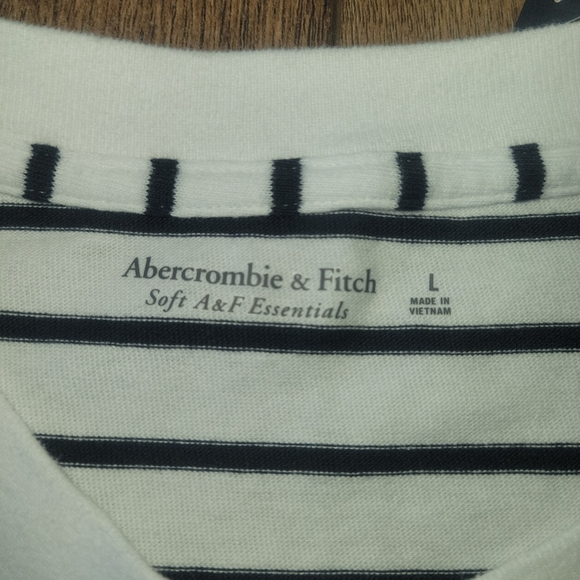 Abercrombie & Fitch
Soft A&F Essentials
L
MADE IN
VIETNAM